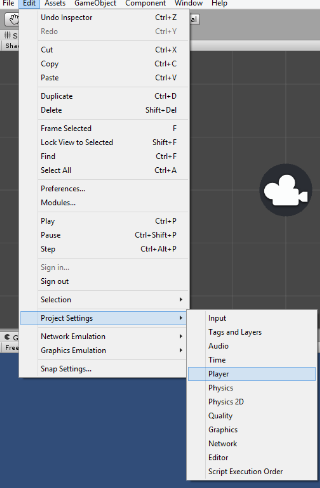 File Edit Assets GameObject Component Window Help
Undo Inspector Ctrl+Z
Redo Ctrl+Y
Cut Ctrl+X
Copy Ctrl+C
Paste Ctrl+V
Duplicate Ctrl+D
Delete Shift+Del
Frame Selected F
Lock View to Selected Shift+F
Find Ctrl+F
Select All Ctrl+A
Preferences...
Modules...
Play Ctrl+P
Pause Ctrl+Shift+P
Step Ctrl+Alt+P
Sign in...
Sign out
Selection
Project Settings
Network Emulation
Graphics Emulation
Snap Settings...
Input
Tags and Layers
Audio
Time
Player
Physics
Physics 2D
Quality
Graphics
Network
Editor
Script Execution Order